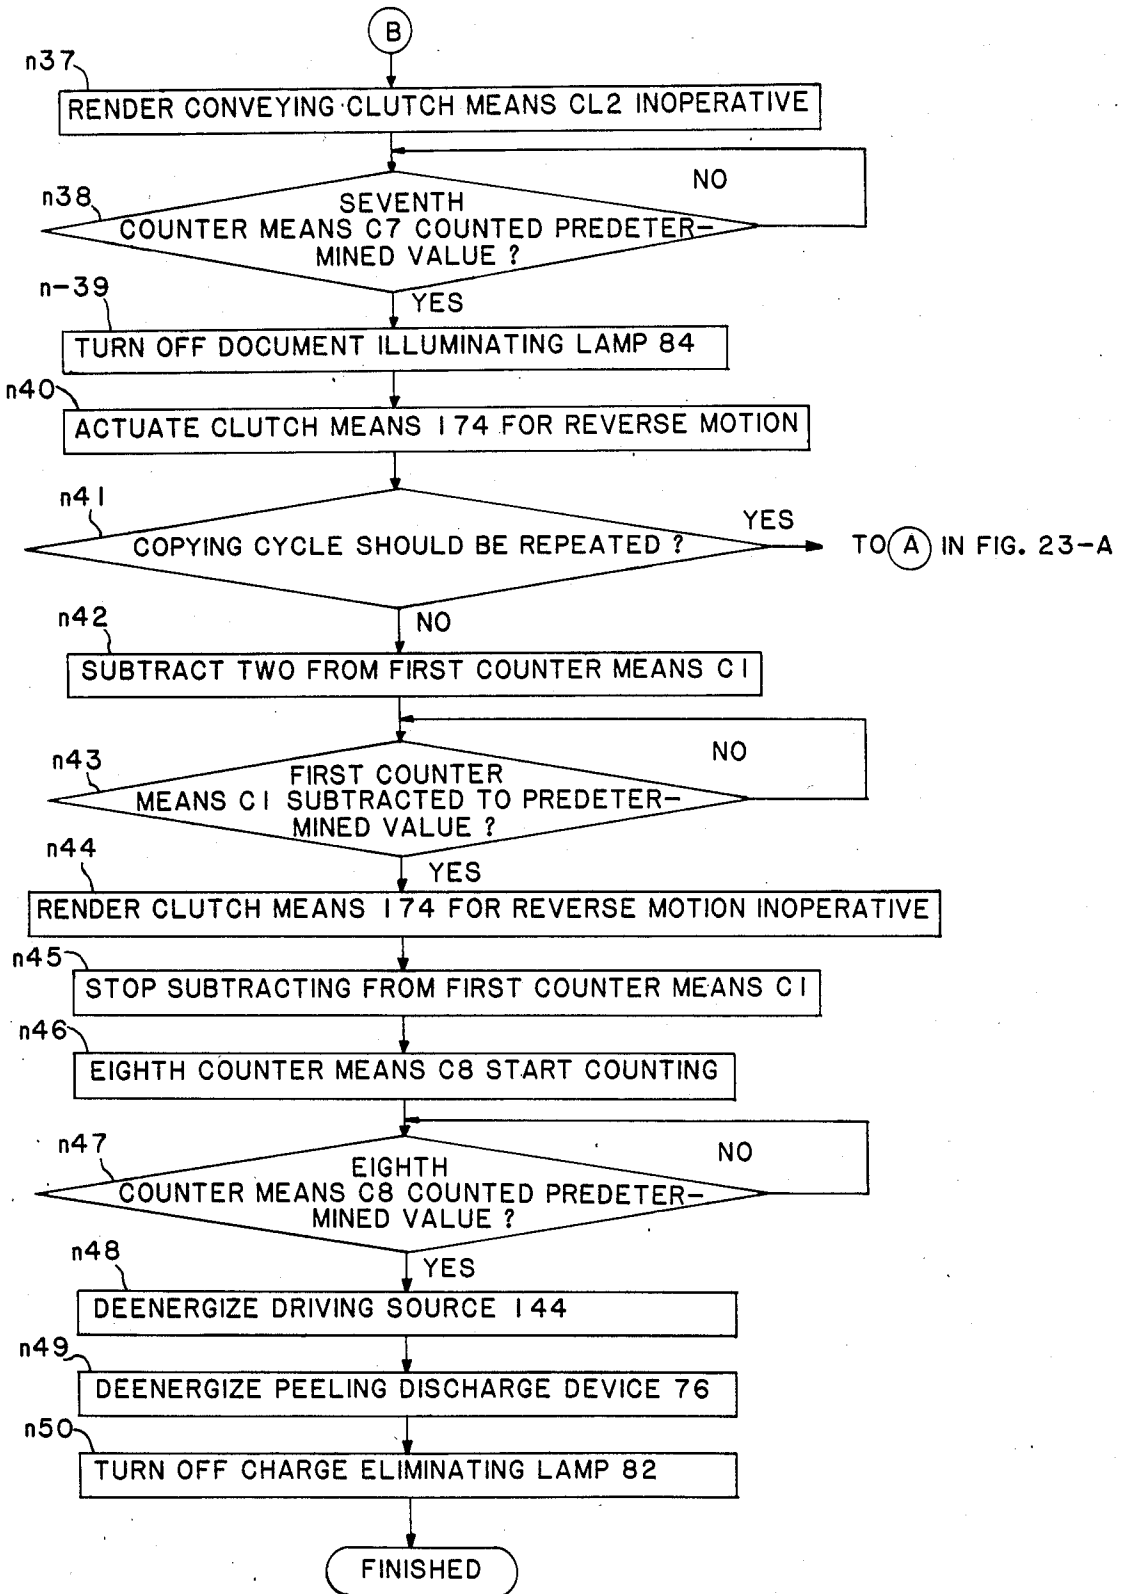 B
n37
RENDER CONVEYING CLUTCH MEANS CL2 INOPERATIVE
NO
n38
SEVENTH
COUNTER MEANS C7 COUNTED PREDETER-
MINED VALUE ?
n-39
YES
TURN OFF DOCUMENT ILLUMINATING LAMP 84
n40
ACTUATE CLUTCH MEANS 174 FOR REVERSE MOTION
n41
YES
COPYING CYCLE SHOULD BE REPEATED ?
TO A IN FIG. 23-A
n42
NO
SUBTRACT TWO FROM FIRST COUNTER MEANS C1
NO
n43
FIRST COUNTER
MEANS C1 SUBTRACTED TO PREDETER-
MINED VALUE ?
n44
YES
RENDER CLUTCH MEANS 174 FOR REVERSE MOTION INOPERATIVE
n45
STOP SUBTRACTING FROM FIRST COUNTER MEANS C1
n46
EIGHTH COUNTER MEANS C8 START COUNTING
NO
n47
EIGHTH
COUNTER MEANS C8 COUNTED PREDETER-
MINED VALUE ?
n48
YES
DEENERGIZE DRIVING SOURCE 144
n49
DEENERGIZE PEELING DISCHARGE DEVICE 76
n50
TURN OFF CHARGE ELIMINATING LAMP 82
FINISHED